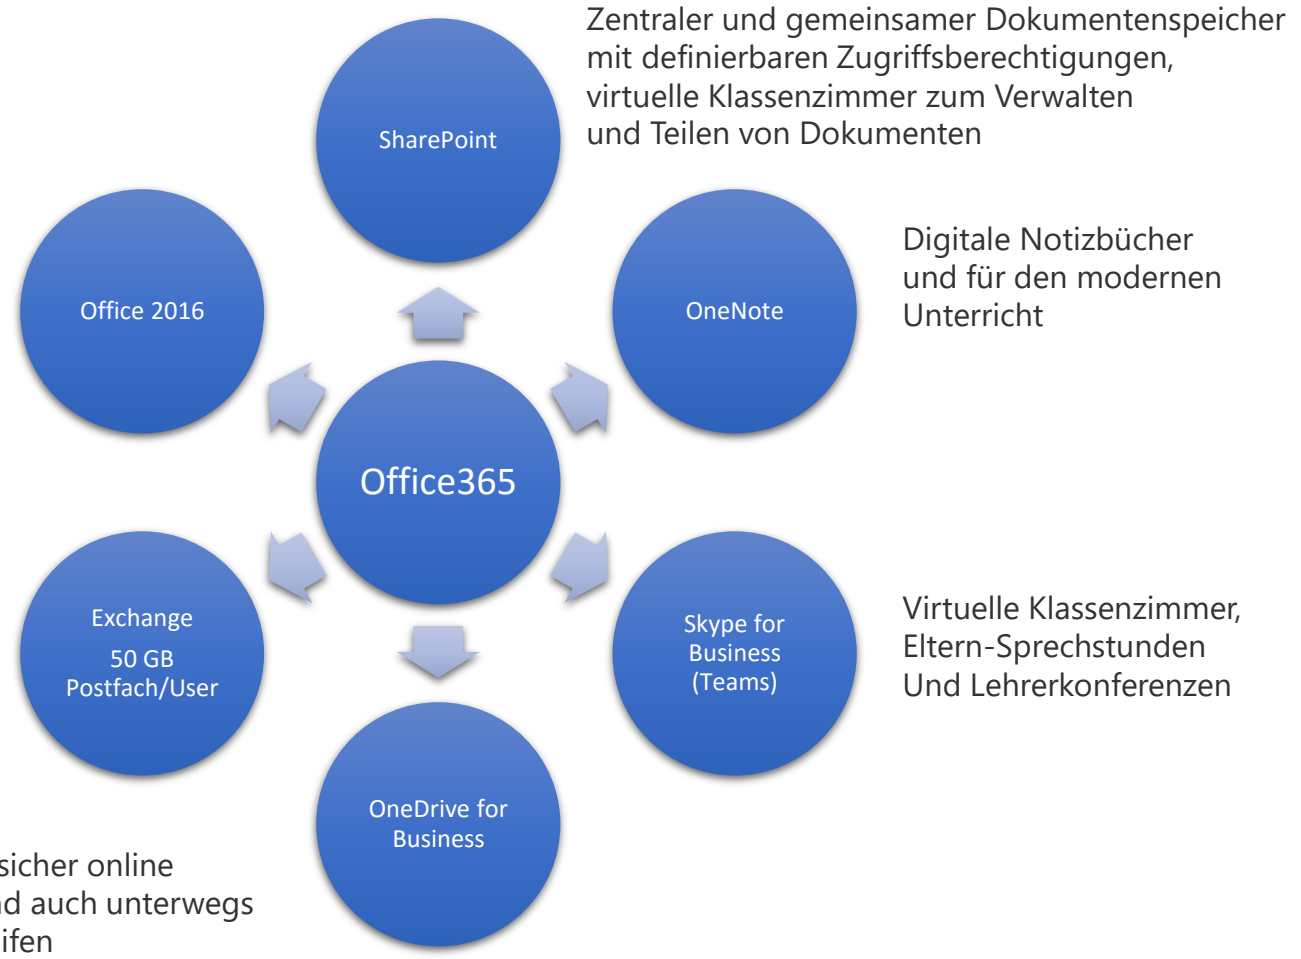 Zentraler und gemeinsamer Dokumentenspeicher
mit definierbaren Zugriffsberechtigungen,
virtuelle Klassenzimmer zum Verwalten
und Teilen von Dokumenten
SharePoint
Office 2016
OneNote
Digitale Notizbücher
und für den modernen
Unterricht
Office365
Exchange
50 GB
Postfach/User
Skype for
Business
(Teams)
Virtuelle Klassenzimmer,
Eltern-Sprechstunden
Und Lehrerkonferenzen
OneDrive for
Business
sicher online
auch unterwegs